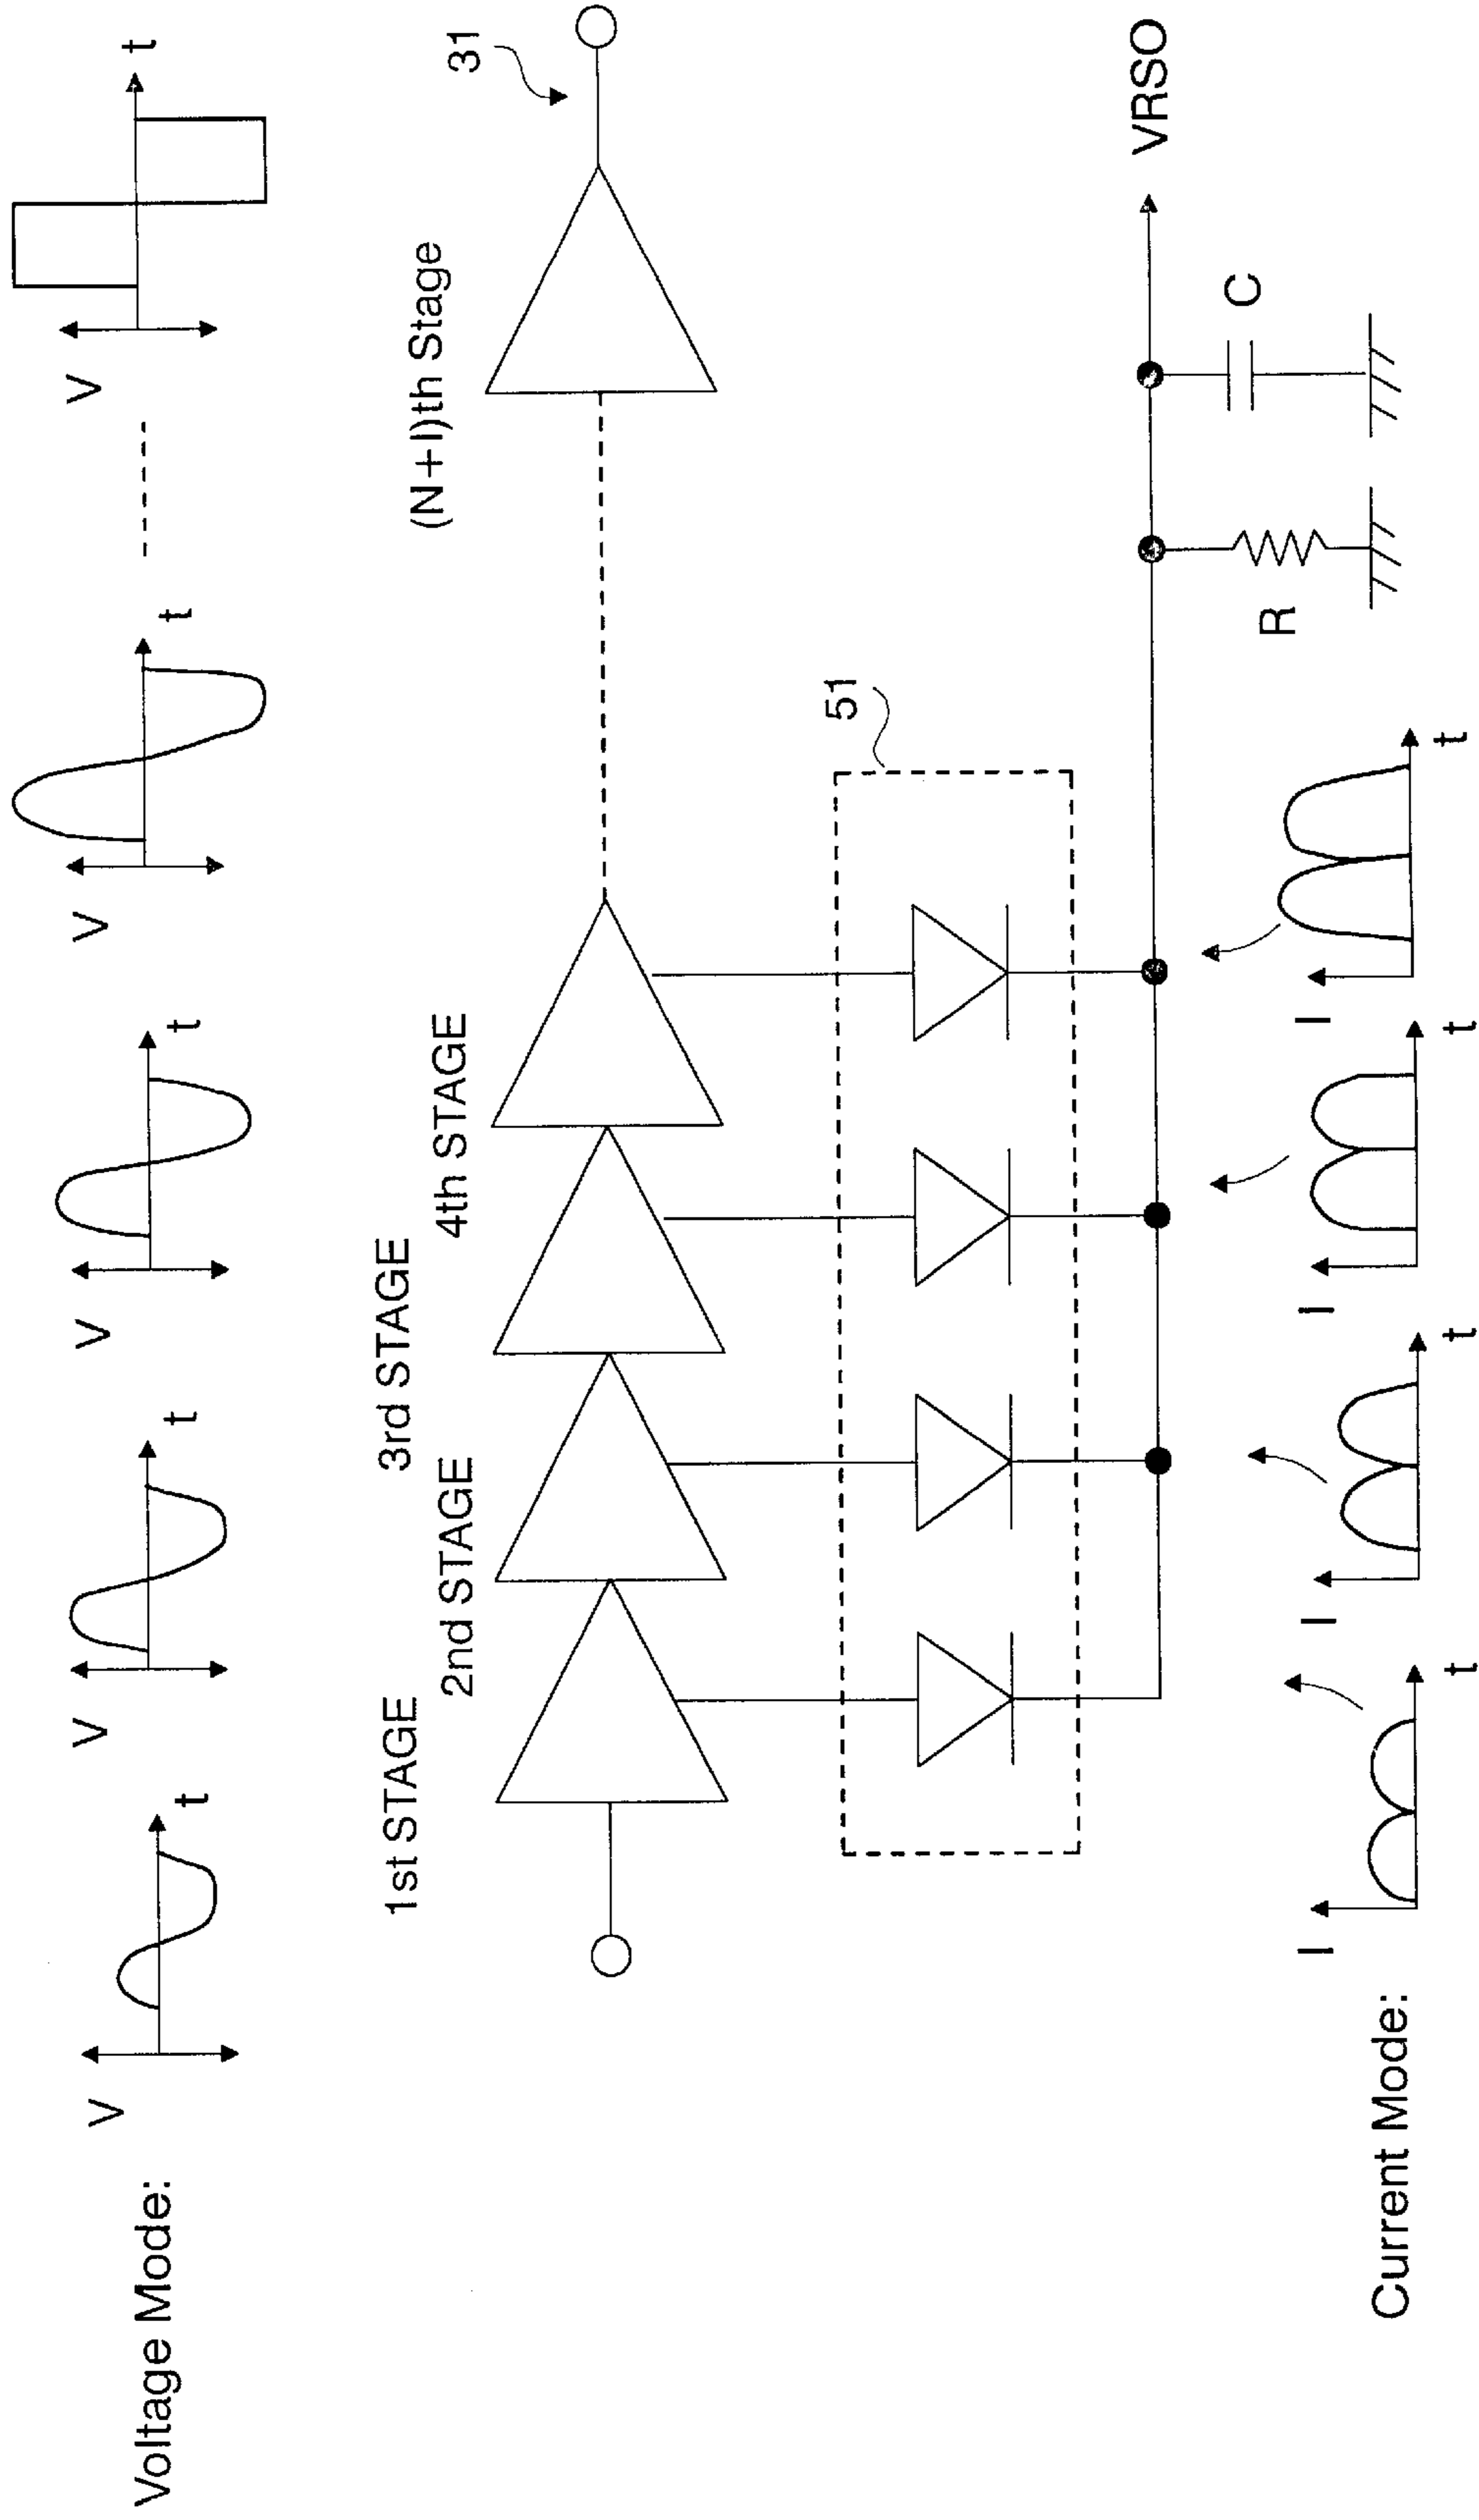 Voltage Mode:
V
t
V
t
V
t
V
t
V
t
1st STAGE
2nd STAGE
3rd STAGE
4th STAGE
(N+I)th Stage
31
51
VRSO
R
C
Current Mode:
I
t
I
t
I
t
I
t